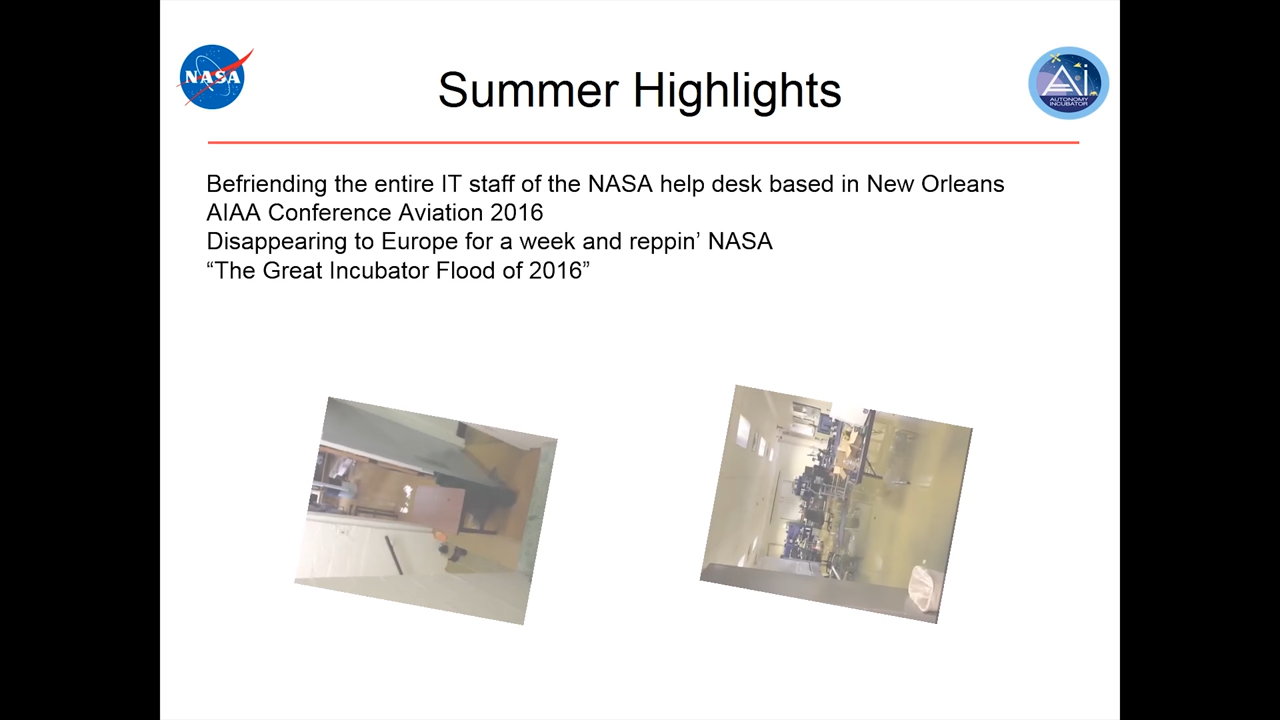 NASA
AI
AUTONOMY
INCUBATOR
Summer Highlights
Befriending the entire IT staff of the NASA help desk based in New Orleans
AIAA Conference Aviation 2016
Disappearing to Europe for a week and reppin’ NASA
“The Great Incubator Flood of 2016”